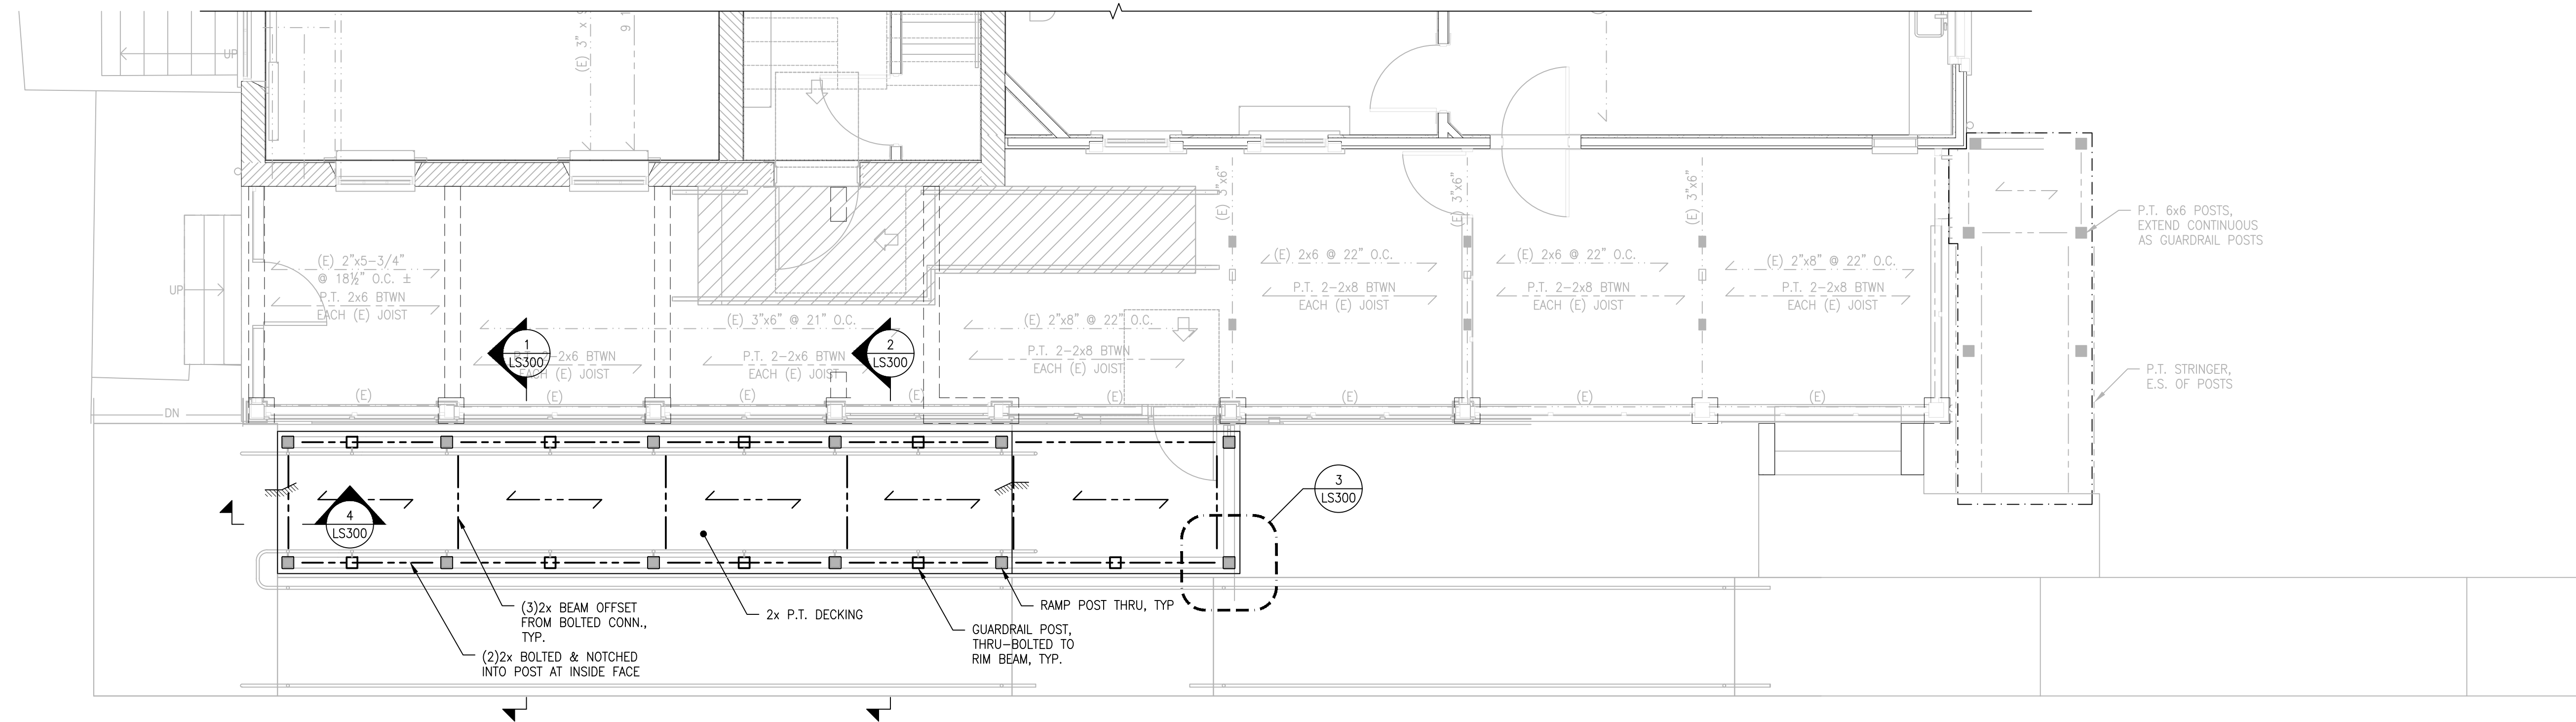 UP
(E) 3"x6"
(E) 3"x6"
(E) 3"x6"
P.T. 6x6 POSTS,
EXTEND CONTINUOUS
AS GUARDRAIL POSTS
(E) 2"x5-3/4"
@ 18½" O.C. ±
P.T. 2x6 BTWN
EACH (E) JOIST
UP
(E) 3"x6" @ 21" O.C.
(E) 2"x8" @ 22" O.C.
(E) 2x6 @ 22" O.C.
P.T. 2-2x8 BTWN
EACH (E) JOIST
(E) 2x6 @ 22" O.C.
P.T. 2-2x8 BTWN
EACH (E) JOIST
(E) 2"x8" @ 22" O.C.
P.T. 2-2x8 BTWN
EACH (E) JOIST
1
LS300
P.T. 2-2x6 BTWN
EACH (E) JOIST
P.T. 2-2x6 BTWN
EACH (E) JOIST
2
LS300
P.T. 2-2x8 BTWN
EACH (E) JOIST
P.T. STRINGER,
E.S. OF POSTS
(E)
(E)
(E)
(E)
(E)
(E)
(E)
(E)
DN
3
LS300
4
LS300
(3)2x BEAM OFFSET
FROM BOLTED CONN.,
TYP.
(2)2x BOLTED & NOTCHED
INTO POST AT INSIDE FACE
2x P.T. DECKING
RAMP POST THRU, TYP
GUARDRAIL POST,
THRU-BOLTED TO
RIM BEAM, TYP.